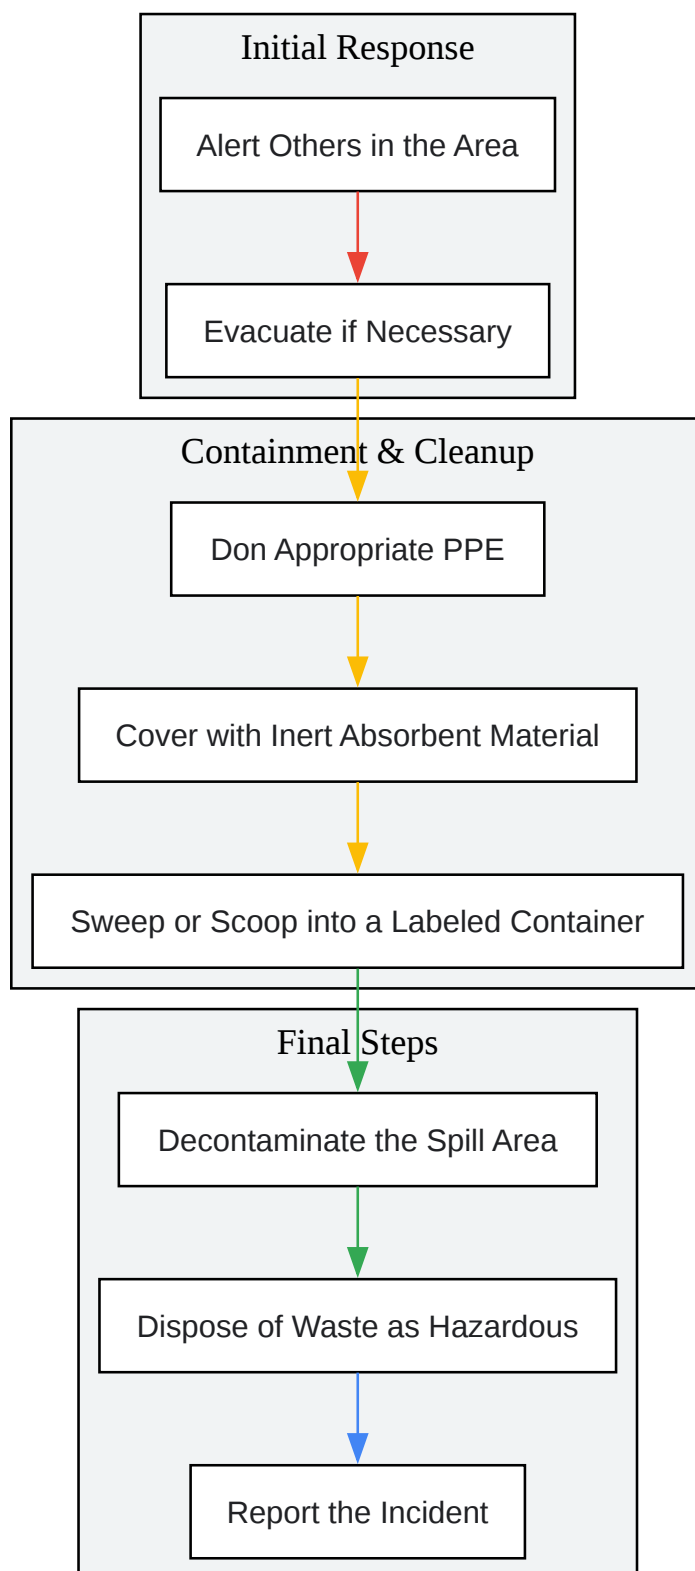 Initial Response
Alert Others in the Area
Evacuate if Necessary
Containment & Cleanup
Don Appropriate PPE
Cover with Inert Absorbent Material
Sweep or Scoop into a Labeled Container
Final Steps
Decontaminate the Spill Area
Dispose of Waste as Hazardous
Report the Incident